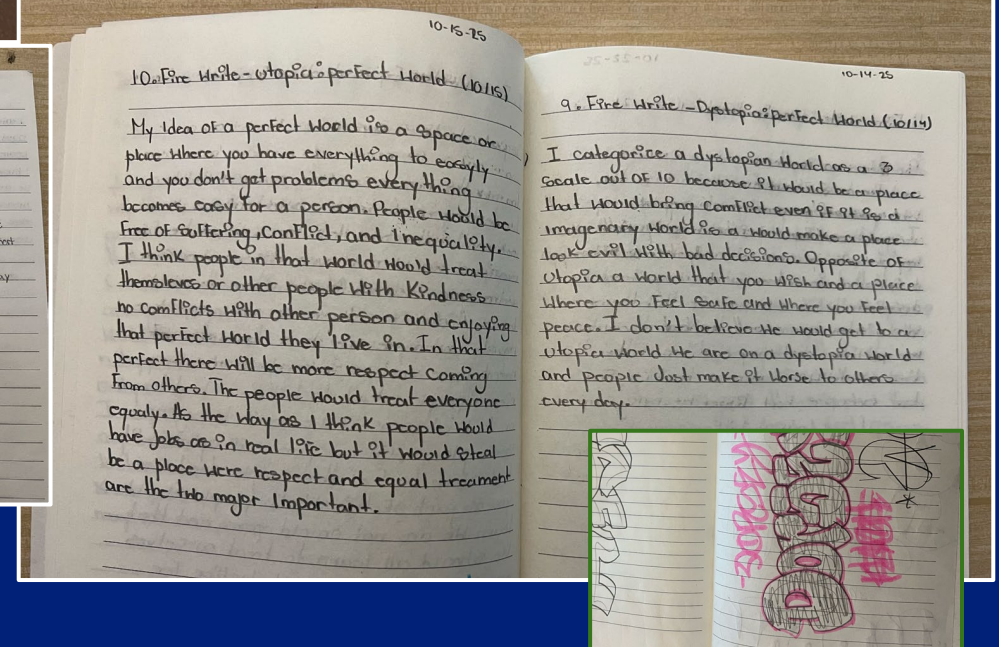 10-15-25
10. Fire Write - utopia: perfect World (10/15)
My Idea of a perfect World is a space or
place Where you have everything to easyly
and you don't got problems everything
becomes easy for a person. People Would be
free of suffering, conflict, and inequiality.
I think people in that world Would treat
themsleves or other people With Kindness
no comflicts With other person and enjoying
that perfect World they live in. In that
perfect there Will be more respect coming
from others. The people Would treat everyone
equaly. As the Way as I think people Would
have Jobs as in real life but it Would steal
be a place Were respect and equal treament
are the two major Important.
10-14-25
9. Fire Write - Dystopia: perfect World (10/14)
I categorice a dystopian World as a 8
scale out OF 10 because it Would be a place
that Would bring comflict even if it is a
Imagenary World is a Would make a place
look evil With bad decisions. Opposite of
utopia a World that you Wish and a place
Where you Feel safe and Where you Feel
peace. I don't believe We Would get to a
utopia World We are on a dystopia World
and people Just make it Worse to others
every day.